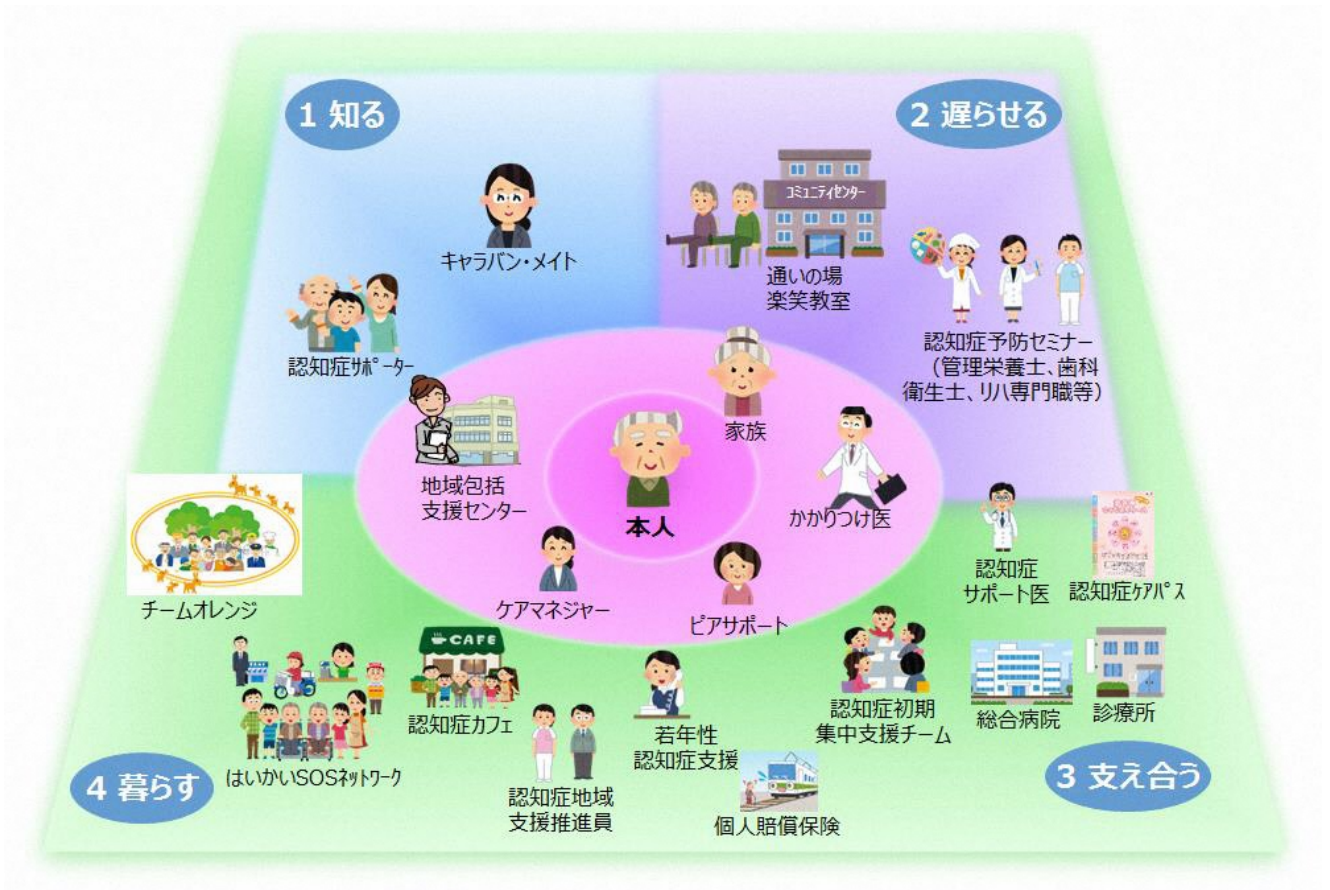 1 知る
2 遅らせる
コミュニティセンター
キャラバン・メイト
通いの場
楽笑教室
認知症サポーター
認知症予防セミナー
(管理栄養士、歯科
衛生士、リハ専門職等)
家族
地域包括
支援センター
本人
かかりつけ医
認知症
サポート医
認知症ケアパス
チームオレンジ
ケアマネジャー
ピアサポート
CAFE
認知症カフェ
若年性
認知症支援
認知症初期
集中支援チーム
総合病院
診療所
はいかいSOSネットワーク
4 暮らす
3 支え合う
認知症地域
支援推進員
個人賠償保険